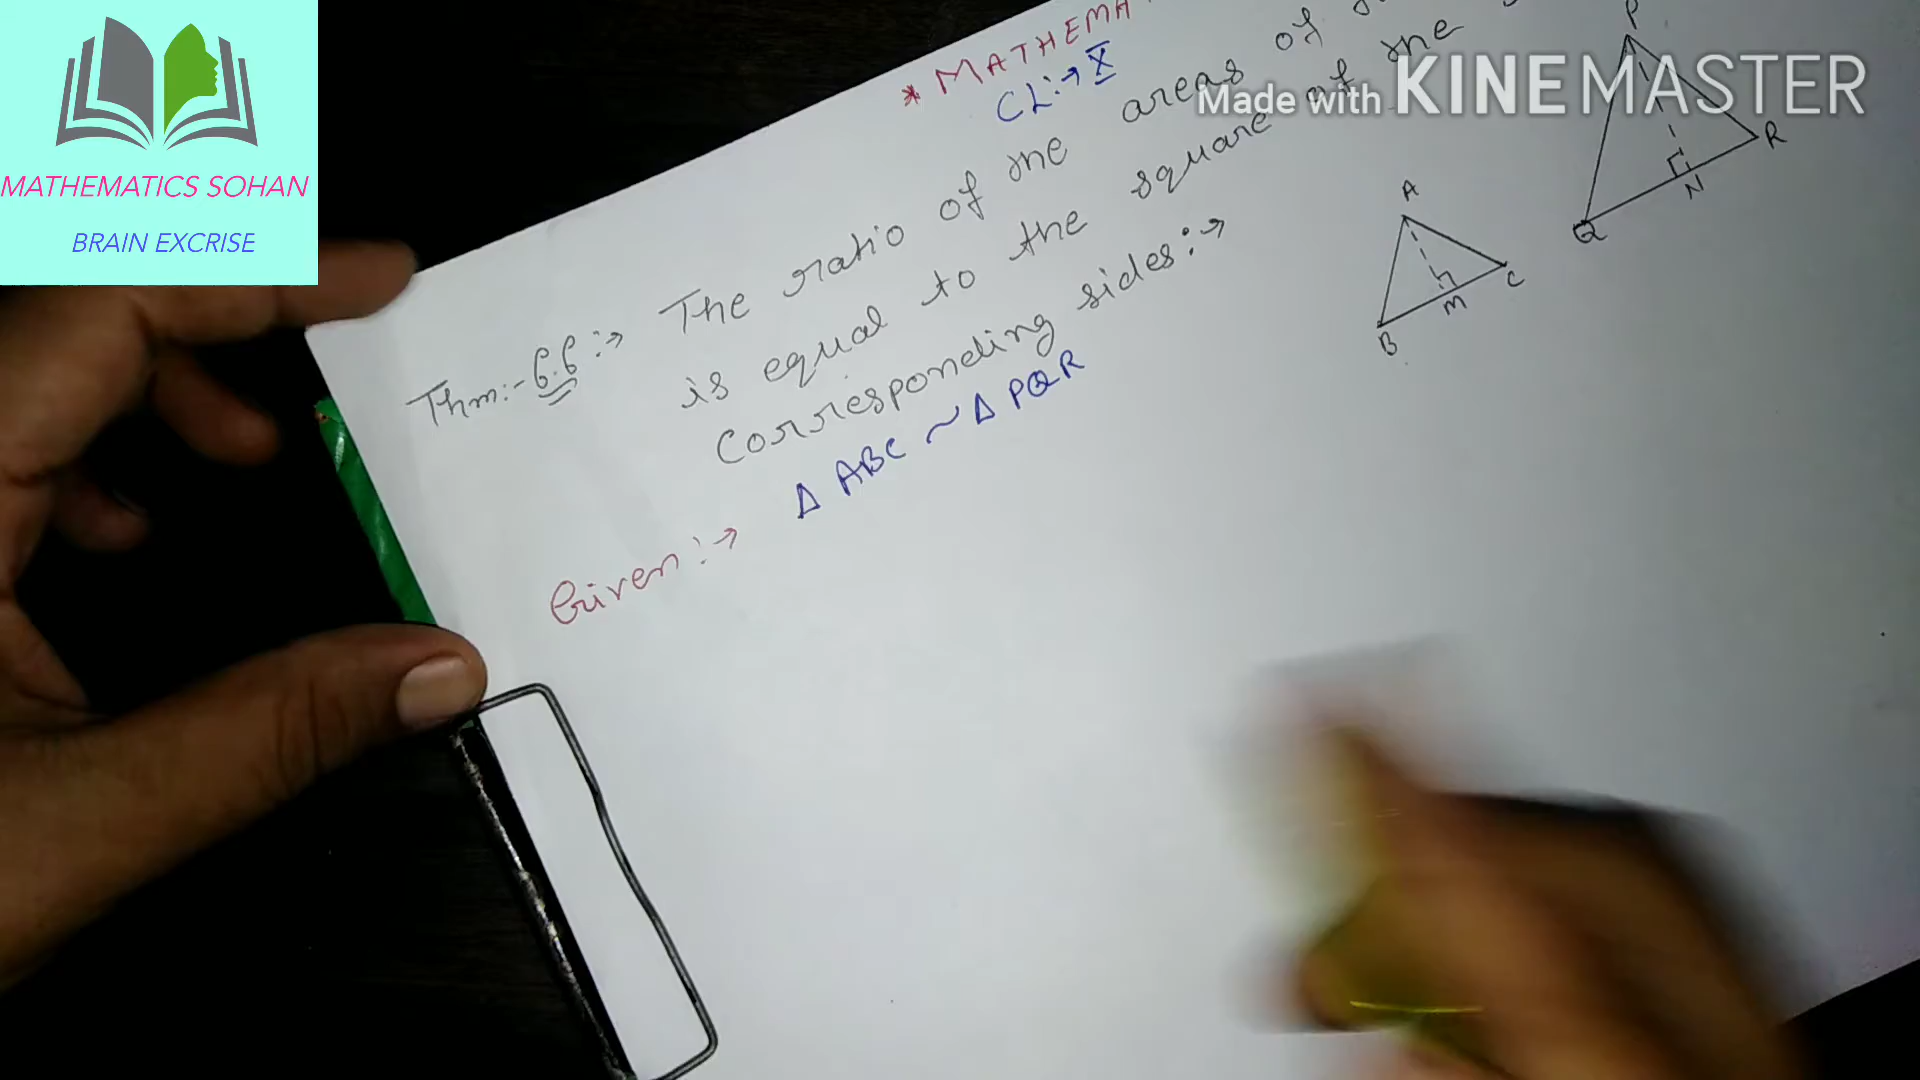 MATHEMATICS SOHAN
BRAIN EXCRISE
Made with KINEMASTER
* MATHEMA
CL:→ X
Thm:- 6.6 :→ The ratio of the areas of
is equal to the square of the
Corresponding sides:→
Given:→ Δ ABC ~ Δ PQR
P
Q
N
R
A
B
M
C